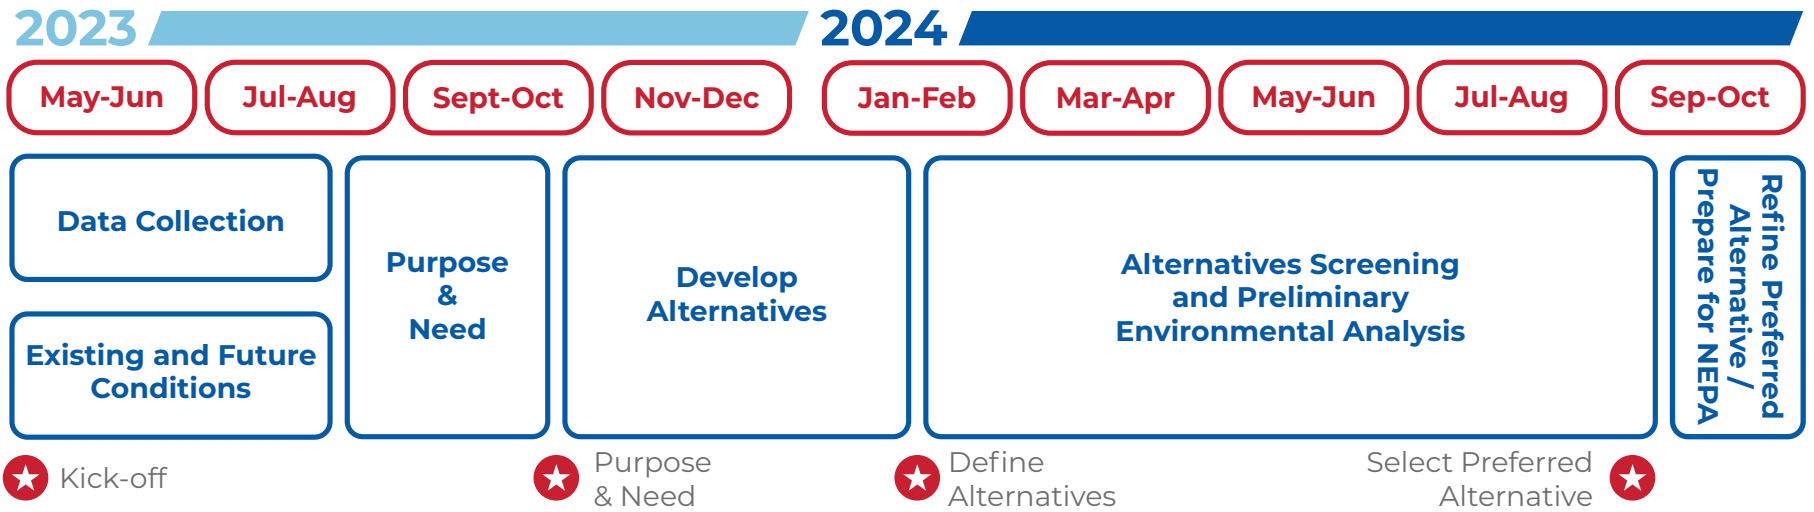 2023
2024
May-Jun
Jul-Aug
Sept-Oct
Nov-Dec
Jan-Feb
Mar-Apr
May-Jun
Jul-Aug
Sep-Oct
Data Collection
Existing and Future
Conditions
Purpose
&
Need
Develop
Alternatives
Alternatives Screening
and Preliminary
Environmental Analysis
Refine Preferred
Alternative /
Prepare for NEPA
Kick-off
Purpose
& Need
Define
Alternatives
Select Preferred
Alternative